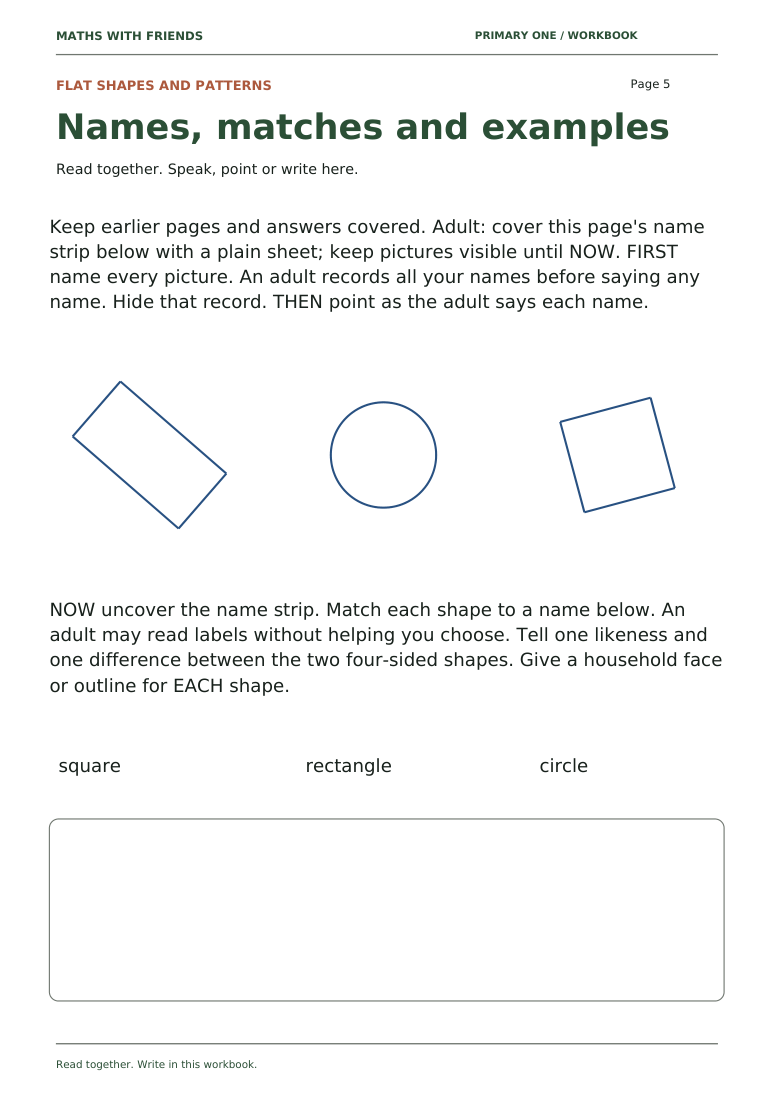 MATHS WITH FRIENDS
PRIMARY ONE / WORKBOOK
FLAT SHAPES AND PATTERNS
Page 5
Names, matches and examples
Read together. Speak, point or write here.
Keep earlier pages and answers covered. Adult: cover this page's name
strip below with a plain sheet; keep pictures visible until NOW. FIRST
name every picture. An adult records all your names before saying any
name. Hide that record. THEN point as the adult says each name.
NOW uncover the name strip. Match each shape to a name below. An
adult may read labels without helping you choose. Tell one likeness and
one difference between the two four-sided shapes. Give a household face
or outline for EACH shape.
square
rectangle
circle
Read together. Write in this workbook.